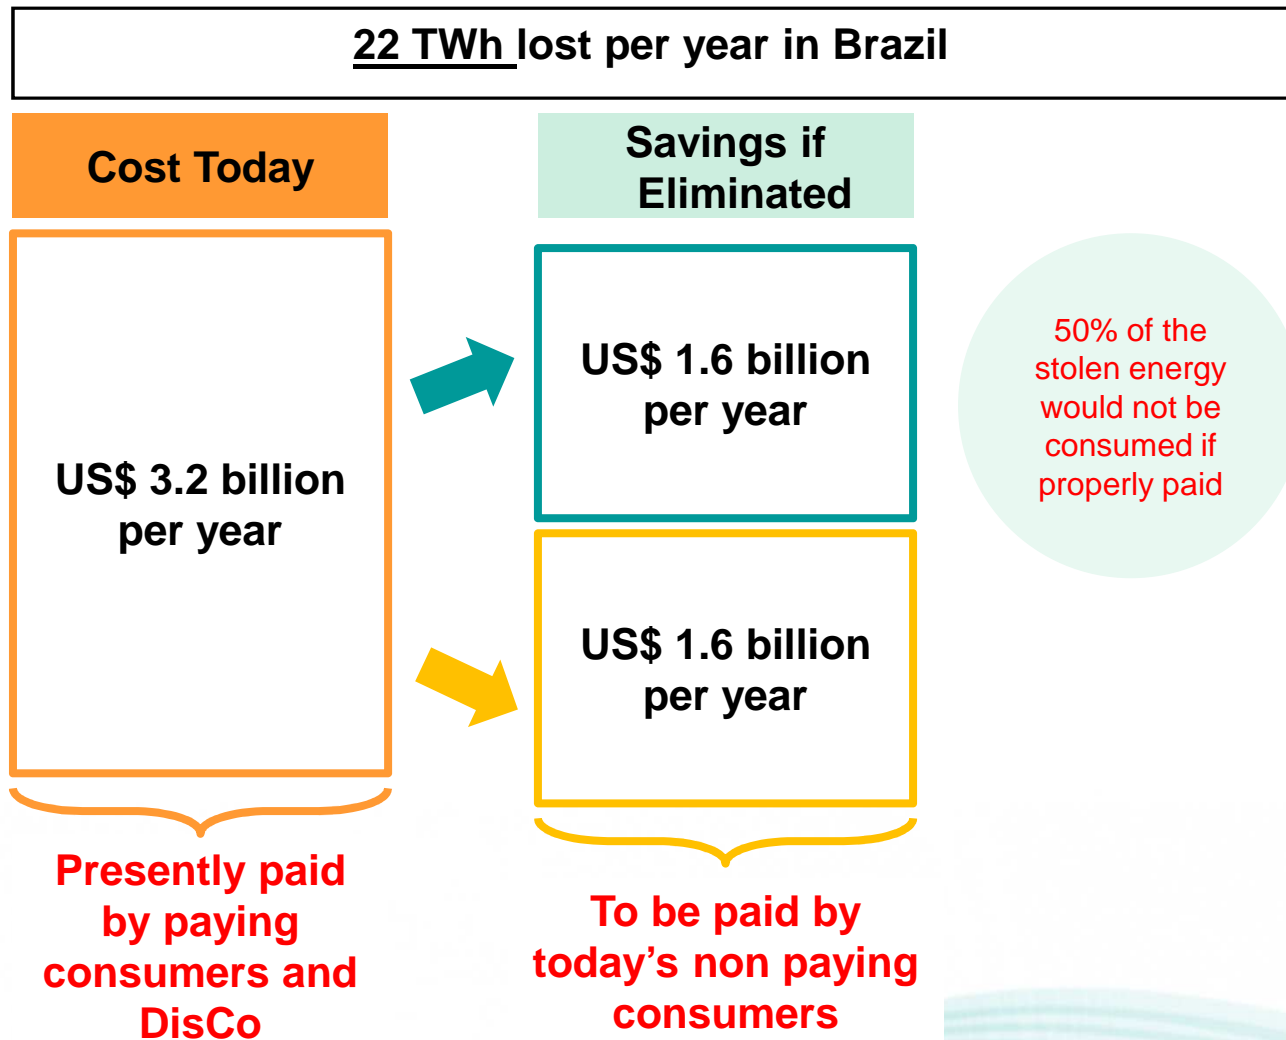 22 TWh lost per year in Brazil
Cost Today
Savings if
Eliminated
US$ 3.2 billion
per year
US$ 1.6 billion
per year
50% of the
stolen energy
would not be
consumed if
properly paid
US$ 1.6 billion
per year
Presently paid
by paying
consumers and
DisCo
To be paid by
today’s non paying
consumers